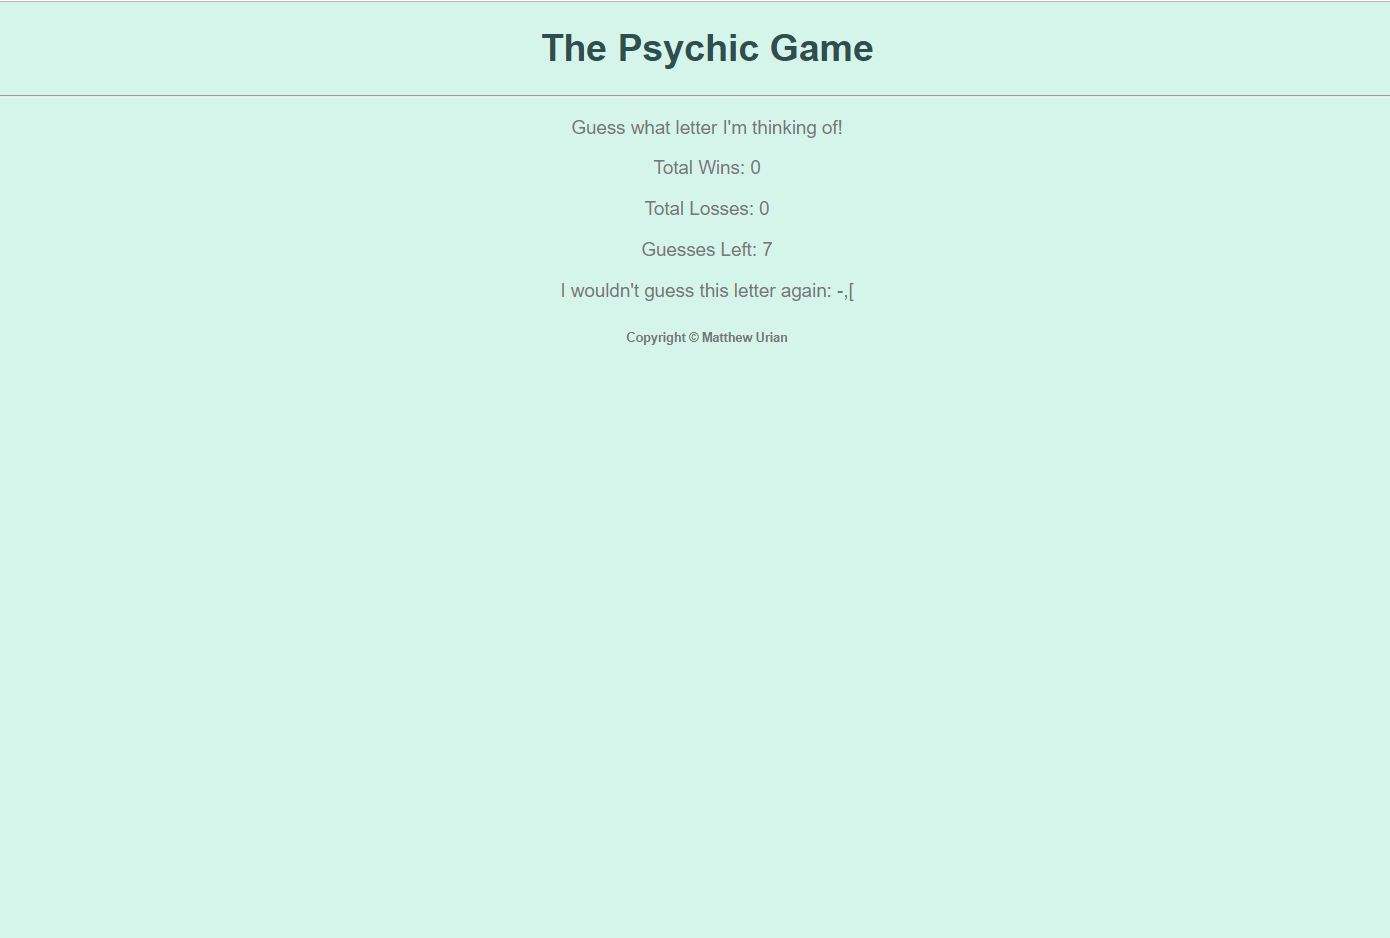 The Psychic Game
Guess what letter I'm thinking of!
Total Wins: 0
Total Losses: 0
Guesses Left: 7
I wouldn't guess this letter again: -,[
Copyright © Matthew Urian